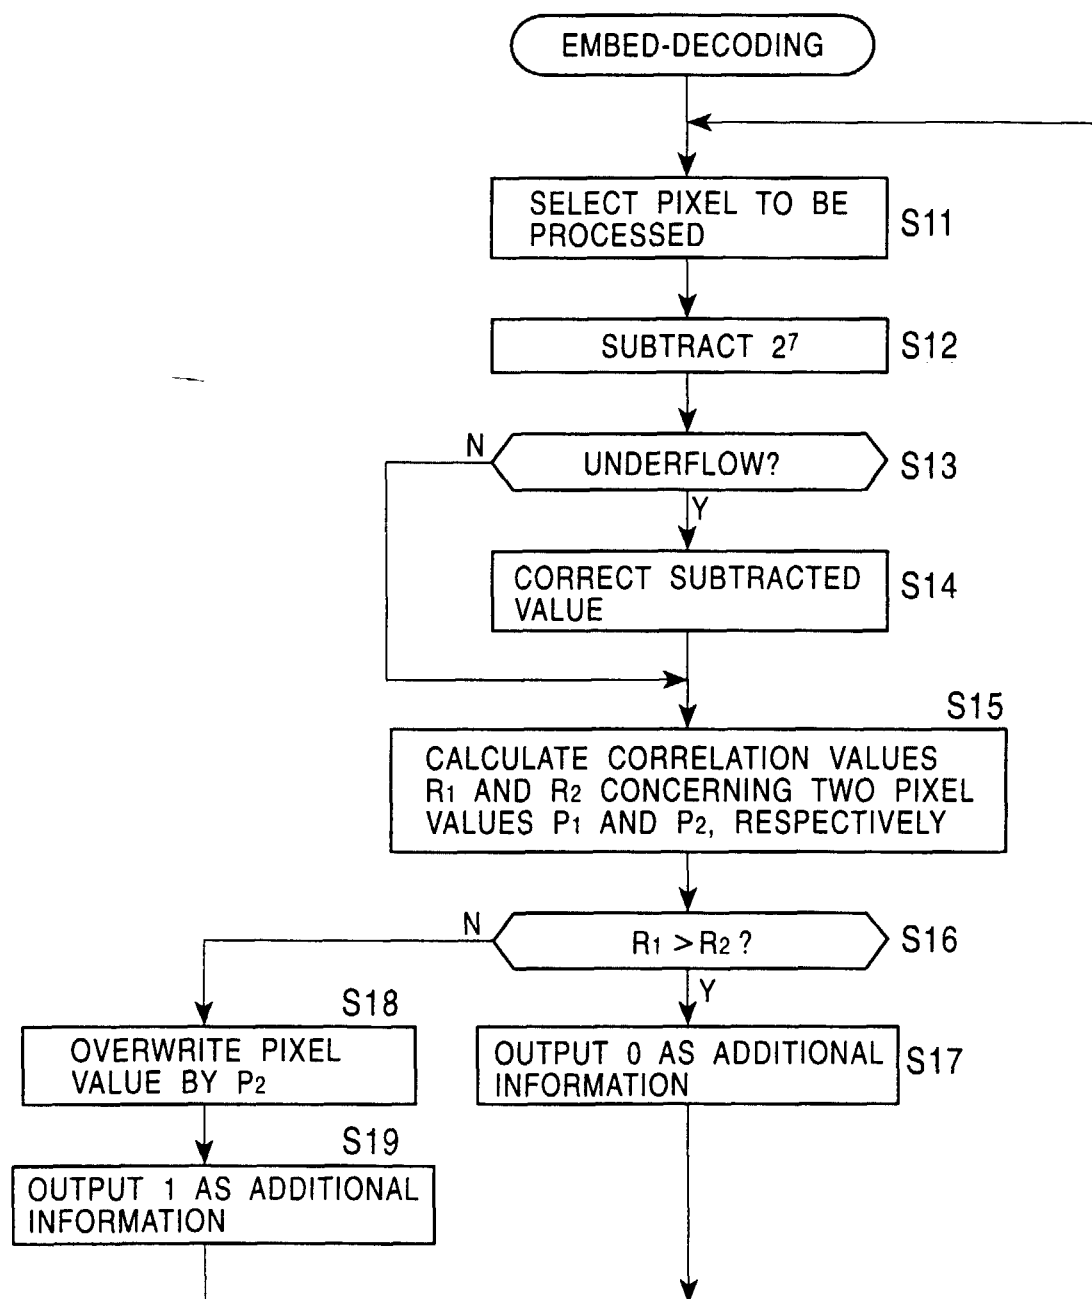 EMBED-DECODING
SELECT PIXEL TO BE
PROCESSED
S11
SUBTRACT 2⁷
S12
N
UNDERFLOW?
S13
Y
CORRECT SUBTRACTED
VALUE
S14
S15
CALCULATE CORRELATION VALUES
R1 AND R2 CONCERNING TWO PIXEL
VALUES P1 AND P2, RESPECTIVELY
N
R1 > R2 ?
S16
Y
S18
OVERWRITE PIXEL
VALUE BY P2
OUTPUT 0 AS ADDITIONAL
INFORMATION
S17
S19
OUTPUT 1 AS ADDITIONAL
INFORMATION